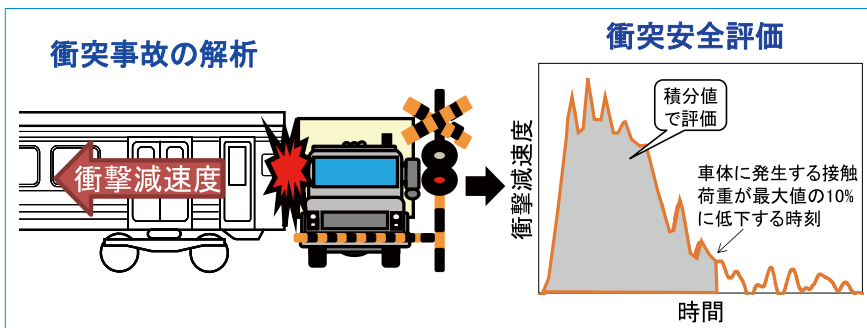 衝突事故の解析
衝撃減速度
衝突安全評価
衝撃減速度
積分値
で評価
車体に発生する接触
荷重が最大値の10%
に低下する時刻
時間